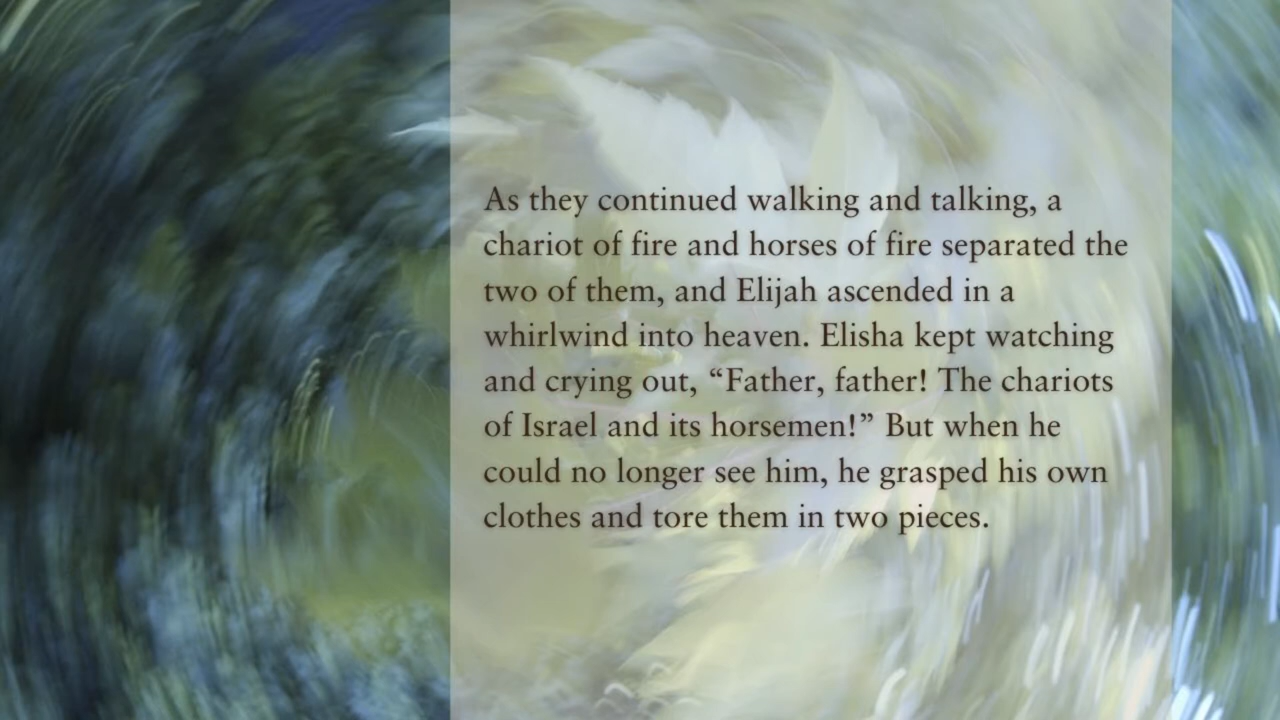 As they continued walking and talking, a
chariot of fire and horses of fire separated the
two of them, and Elijah ascended in a
whirlwind into heaven. Elisha kept watching
and crying out, “Father, father! The chariots
of Israel and its horsemen!” But when he
could no longer see him, he grasped his own
clothes and tore them in two pieces.